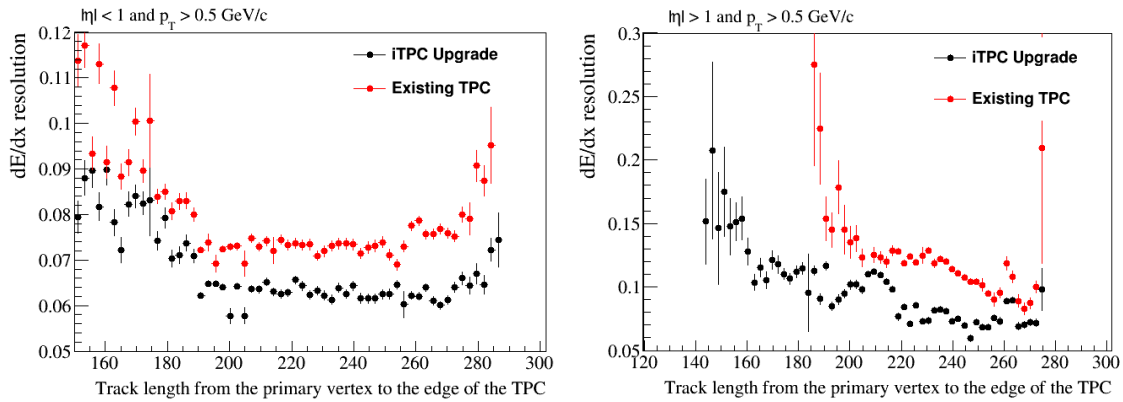 |η| < 1 and p_T > 0.5 GeV/c
dE/dx resolution
0.12
0.11
0.1
0.09
0.08
0.07
0.06
0.05
iTPC Upgrade
Existing TPC
160 180 200 220 240 260 280 300
Track length from the primary vertex to the edge of the TPC
|η| > 1 and p_T > 0.5 GeV/c
dE/dx resolution
0.3
0.25
0.2
0.15
0.1
0.05
iTPC Upgrade
Existing TPC
120 140 160 180 200 220 240 260 280 300
Track length from the primary vertex to the edge of the TPC